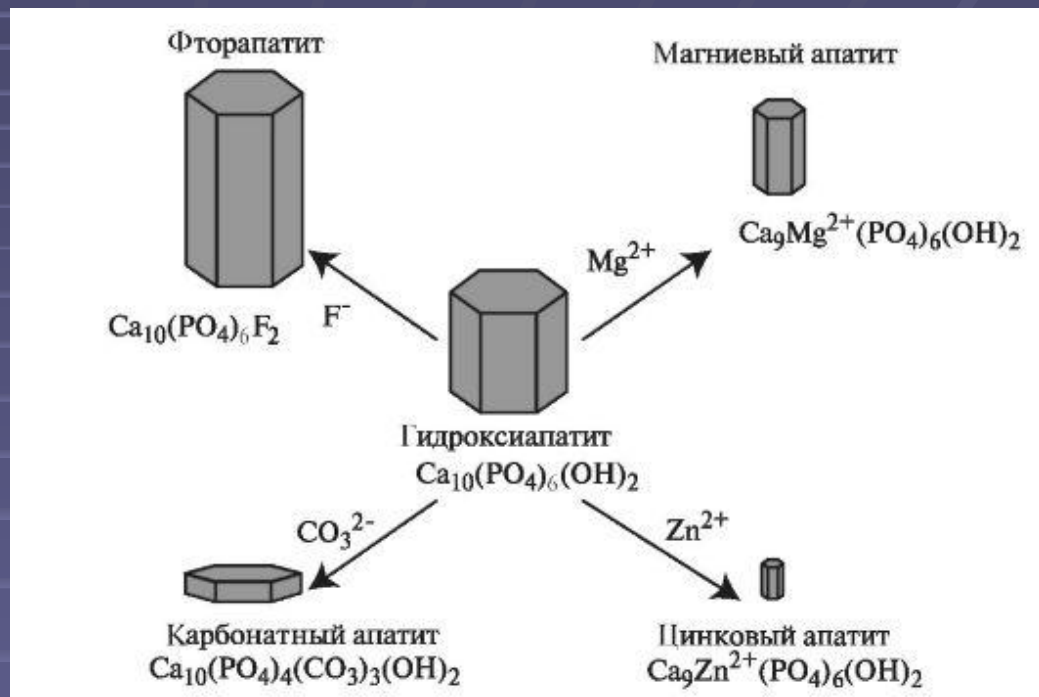 Фторапатит
Магниевый апатит
Ca₉Mg²⁺(PO₄)₆(OH)₂
Mg²⁺
F⁻
Ca₁₀(PO₄)₆F₂
Гидроксиапатит
Ca₁₀(PO₄)₆(OH)₂
CO₃²⁻
Zn²⁺
Карбонатный апатит
Ca₁₀(PO₄)₄(CO₃)₃(OH)₂
Цинковый апатит
Ca₉Zn²⁺(PO₄)₆(OH)₂